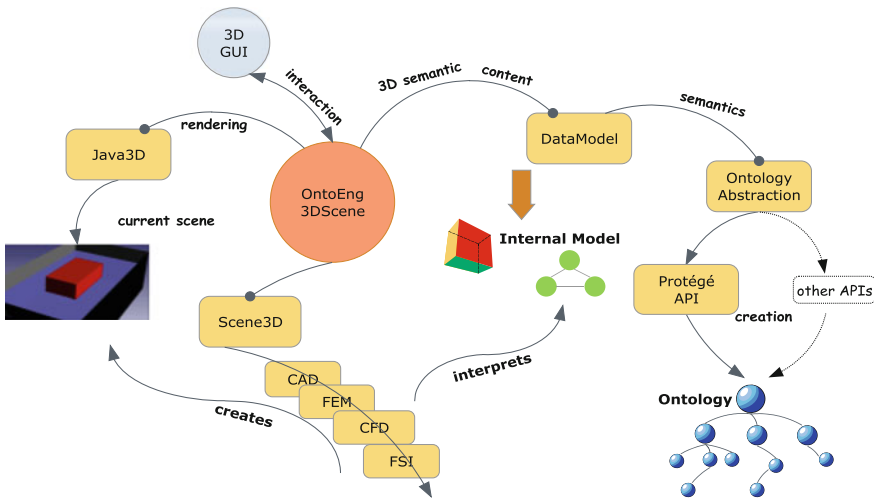 3D
GUI
interaction
3D semantic content
semantics
rendering
Java3D
DataModel
OntoEng
3DScene
Ontology
Abstraction
current scene
Internal Model
Protégé
API
other APIs
Scene3D
creation
interprets
CAD
FEM
CFD
FSI
creates
Ontology